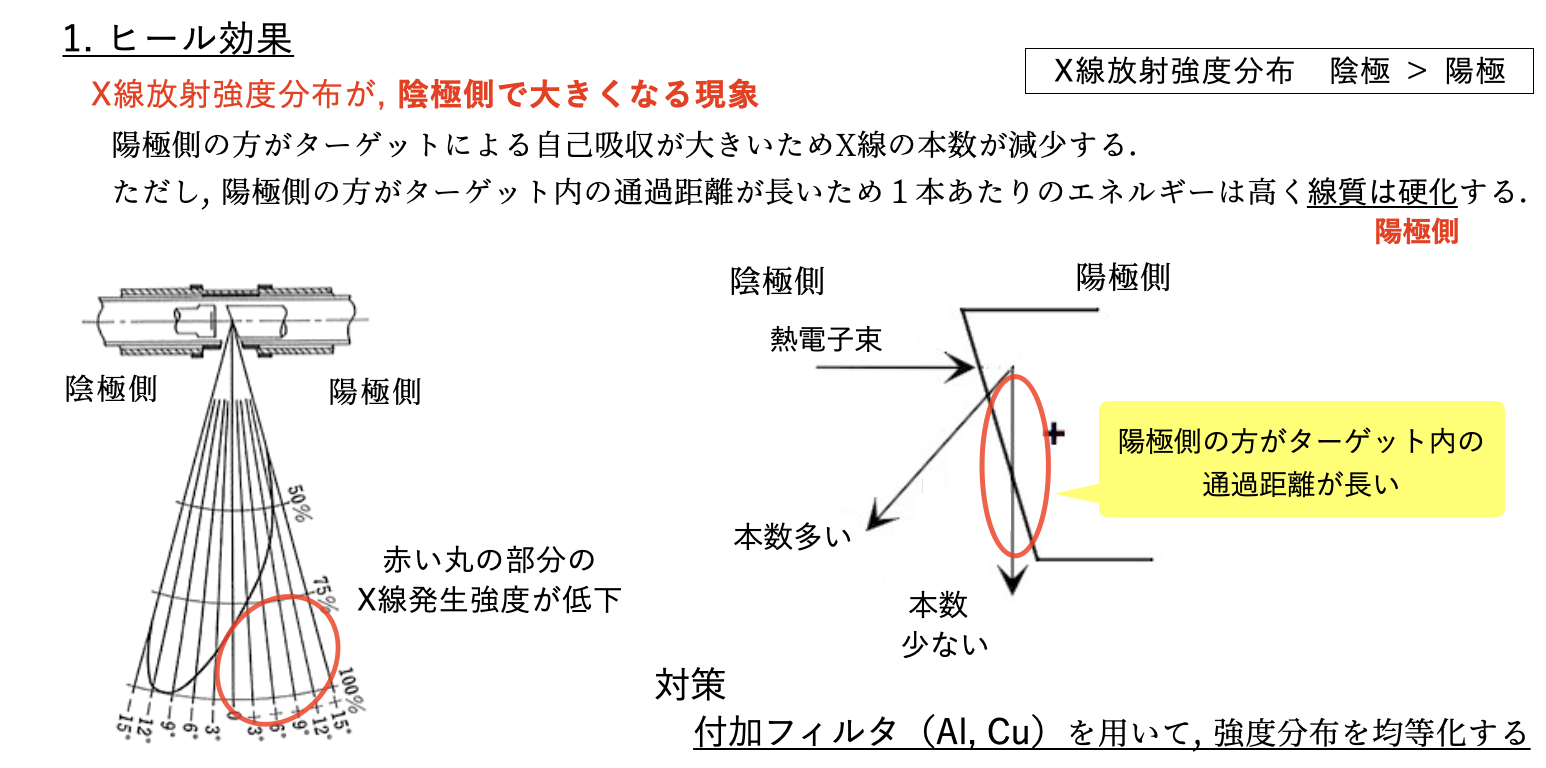 1. ヒール効果
X線放射強度分布　陰極 > 陽極
X線放射強度分布が, 陰極側で大きくなる現象
陽極側の方がターゲットによる自己吸収が大きいためX線の本数が減少する.
ただし, 陽極側の方がターゲット内の通過距離が長いため１本あたりのエネルギーは高く線質は硬化する.
陽極側
陰極側
陽極側
熱電子束
陰極側
陽極側
陽極側の方がターゲット内の
通過距離が長い
50%
本数多い
赤い丸の部分の
X線発生強度が低下
75%
本数
少ない
100%
-15° -12° -9° -6° -3° 0 +3° +6° +9° +12° +15°
対策
付加フィルタ（Al, Cu）を用いて, 強度分布を均等化する